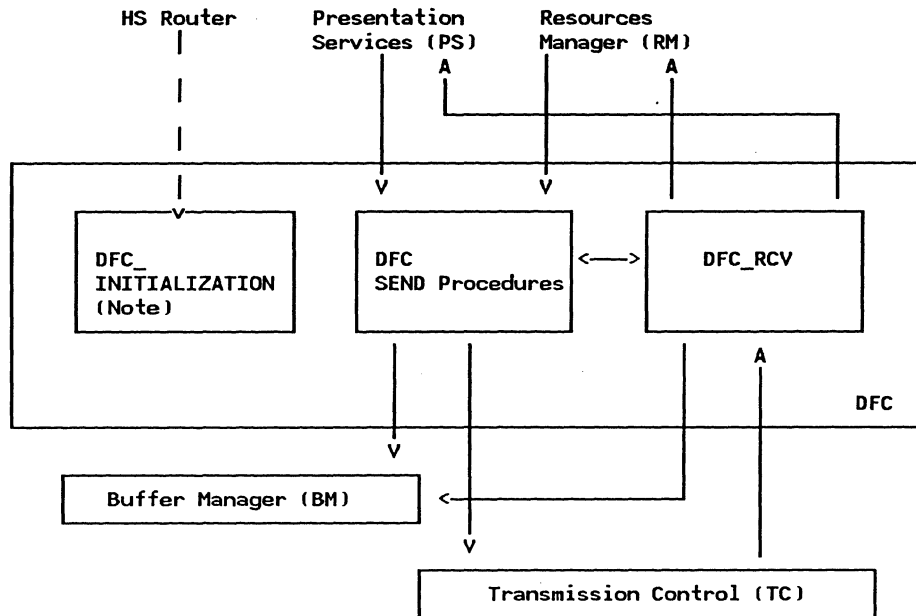 HS Router
Presentation
Services (PS)
Resources
Manager (RM)
DFC_
INITIALIZATION
(Note)
DFC
SEND Procedures
DFC_RCV
DFC
Buffer Manager (BM)
Transmission Control (TC)